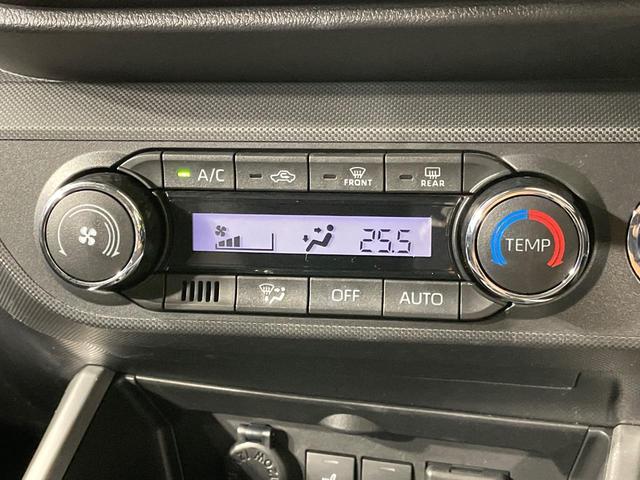 A/C FRONT REAR
25.5
TEMP
OFF AUTO